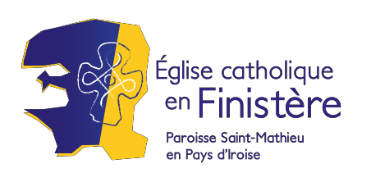 Église catholique
en Finistère
Paroisse Saint-Mathieu
en Pays d'Iroise